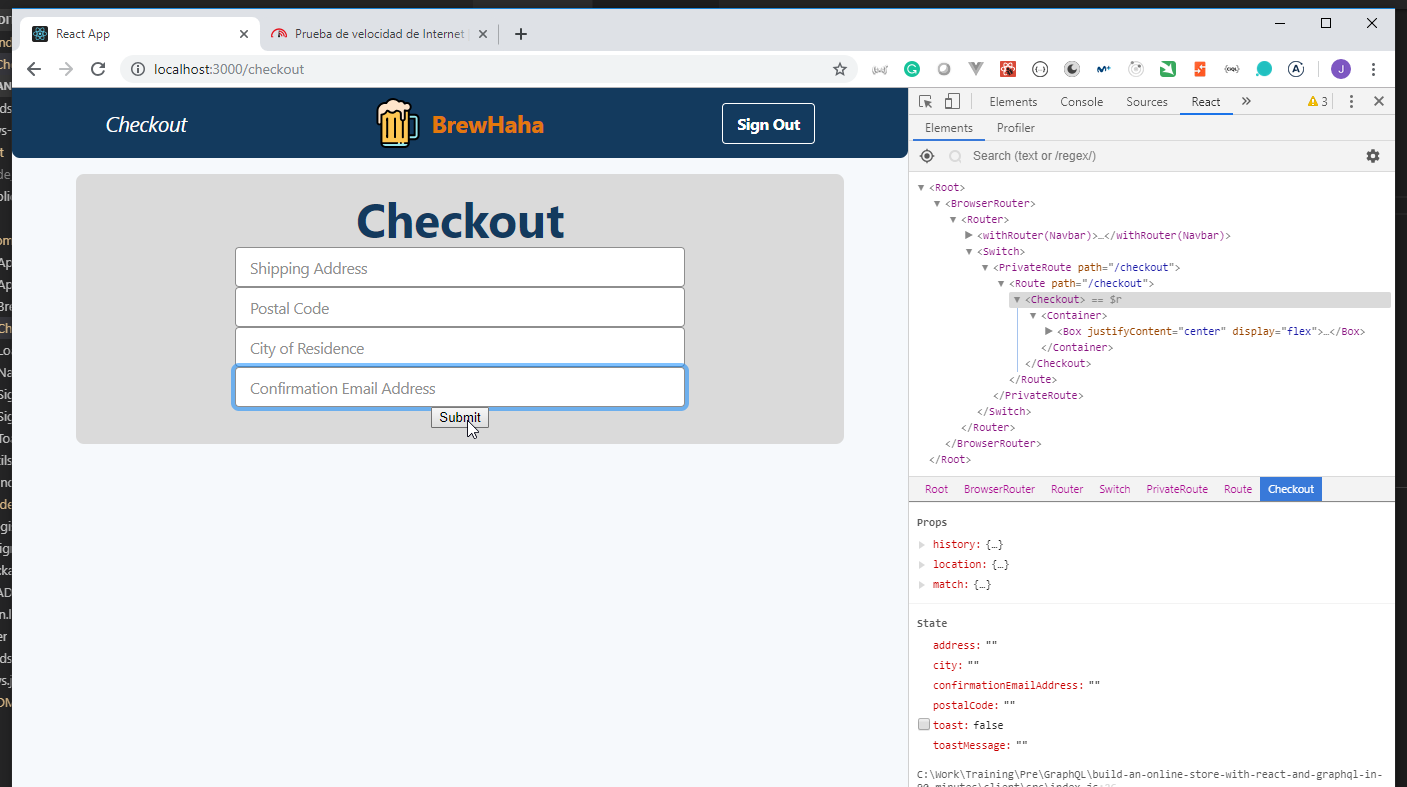 React App
Prueba de velocidad de Internet
localhost:3000/checkout
J
Checkout
BrewHaha
Sign Out
Checkout
Shipping Address
Postal Code
City of Residence
Confirmation Email Address
Submit
Elements Console Sources React » 3
Elements Profiler
Search (text or /regex/)
<Root>
<BrowserRouter>
<Router>
<withRouter(Navbar)>…</withRouter(Navbar)>
<Switch>
<PrivateRoute path="/checkout">
<Route path="/checkout">
<Checkout> == $r
<Container>
<Box justifyContent="center" display="flex">…</Box>
</Container>
</Checkout>
</Route>
</PrivateRoute>
</Switch>
</Router>
</BrowserRouter>
</Root>
Root BrowserRouter Router Switch PrivateRoute Route Checkout
Props
history: {…}
location: {…}
match: {…}
State
address: ""
city: ""
confirmationEmailAddress: ""
postalCode: ""
toast: false
toastMessage: ""
C:\Work\Training\Pre\GraphQL\build-an-online-store-with-react-and-graphql-in-